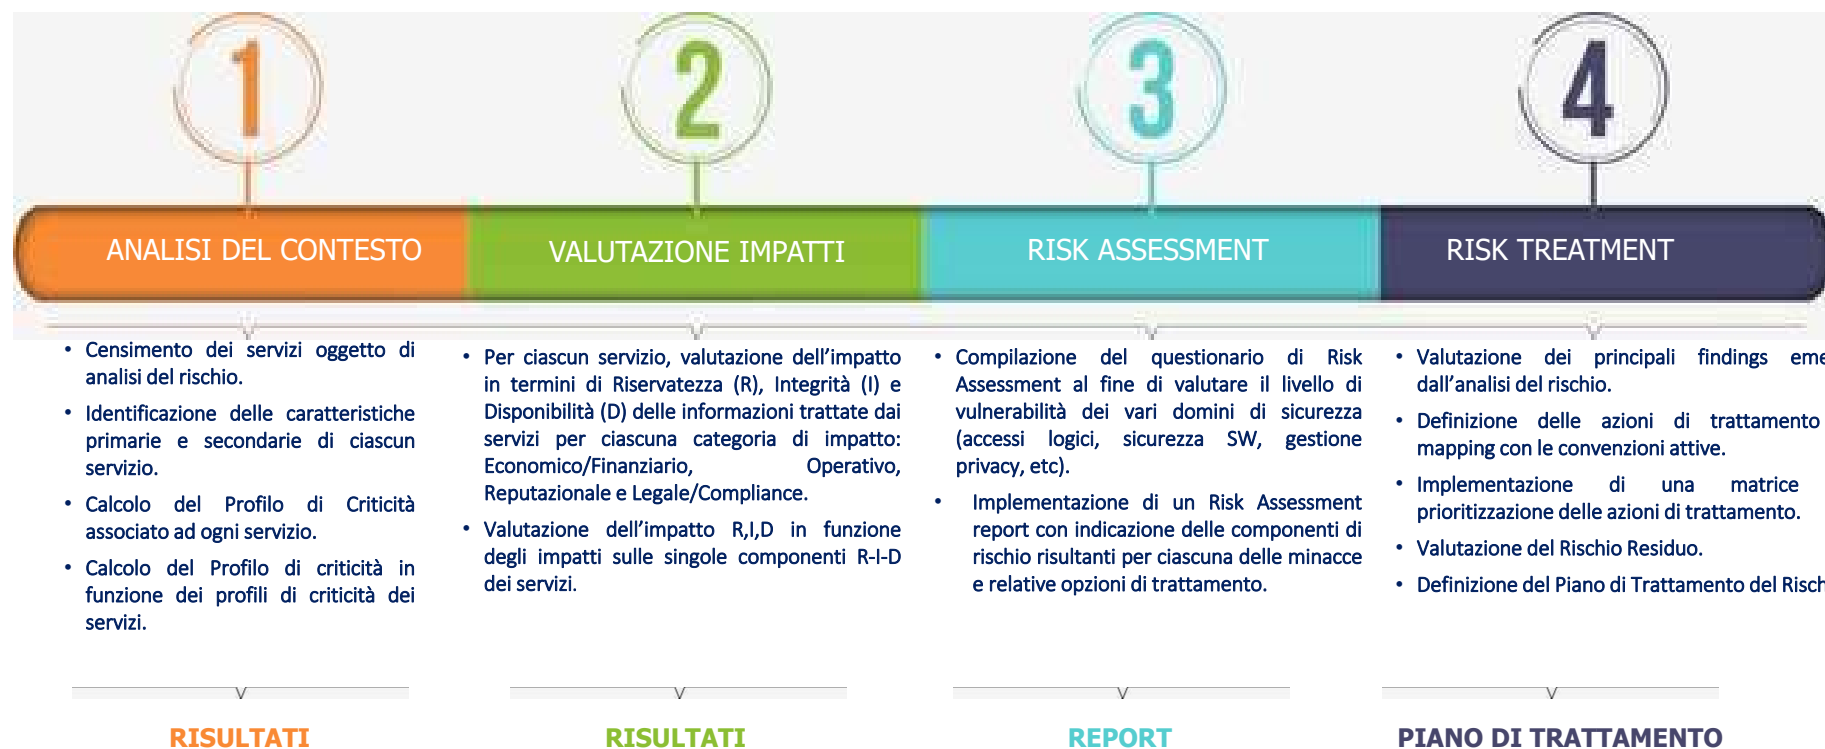 1
2
3
4
ANALISI DEL CONTESTO
VALUTAZIONE IMPATTI
RISK ASSESSMENT
RISK TREATMENT
• Censimento dei servizi oggetto di
analisi del rischio.
• Identificazione delle caratteristiche
primarie e secondarie di ciascun
servizio.
• Calcolo del Profilo di Criticità
associato ad ogni servizio.
• Calcolo del Profilo di criticità in
funzione dei profili di criticità dei
servizi.
• Per ciascun servizio, valutazione dell’impatto
in termini di Riservatezza (R), Integrità (I) e
Disponibilità (D) delle informazioni trattate dai
servizi per ciascuna categoria di impatto:
Economico/Finanziario, Operativo,
Reputazionale e Legale/Compliance.
• Valutazione dell’impatto R,I,D in funzione
degli impatti sulle singole componenti R-I-D
dei servizi.
• Compilazione del questionario di Risk
Assessment al fine di valutare il livello di
vulnerabilità dei vari domini di sicurezza
(accessi logici, sicurezza SW, gestione
privacy, etc).
• Implementazione di un Risk Assessment
report con indicazione delle componenti di
rischio risultanti per ciascuna delle minacce
e relative opzioni di trattamento.
• Valutazione dei principali findings
dall’analisi del rischio.
• Definizione delle azioni di trattamento
mapping con le convenzioni attive.
• Implementazione di una matrice
prioritizzazione delle azioni di trattamento.
• Valutazione del Rischio Residuo.
• Definizione del Piano di Trattamento del
RISULTATI
RISULTATI
REPORT
PIANO DI TRATTAMENTO